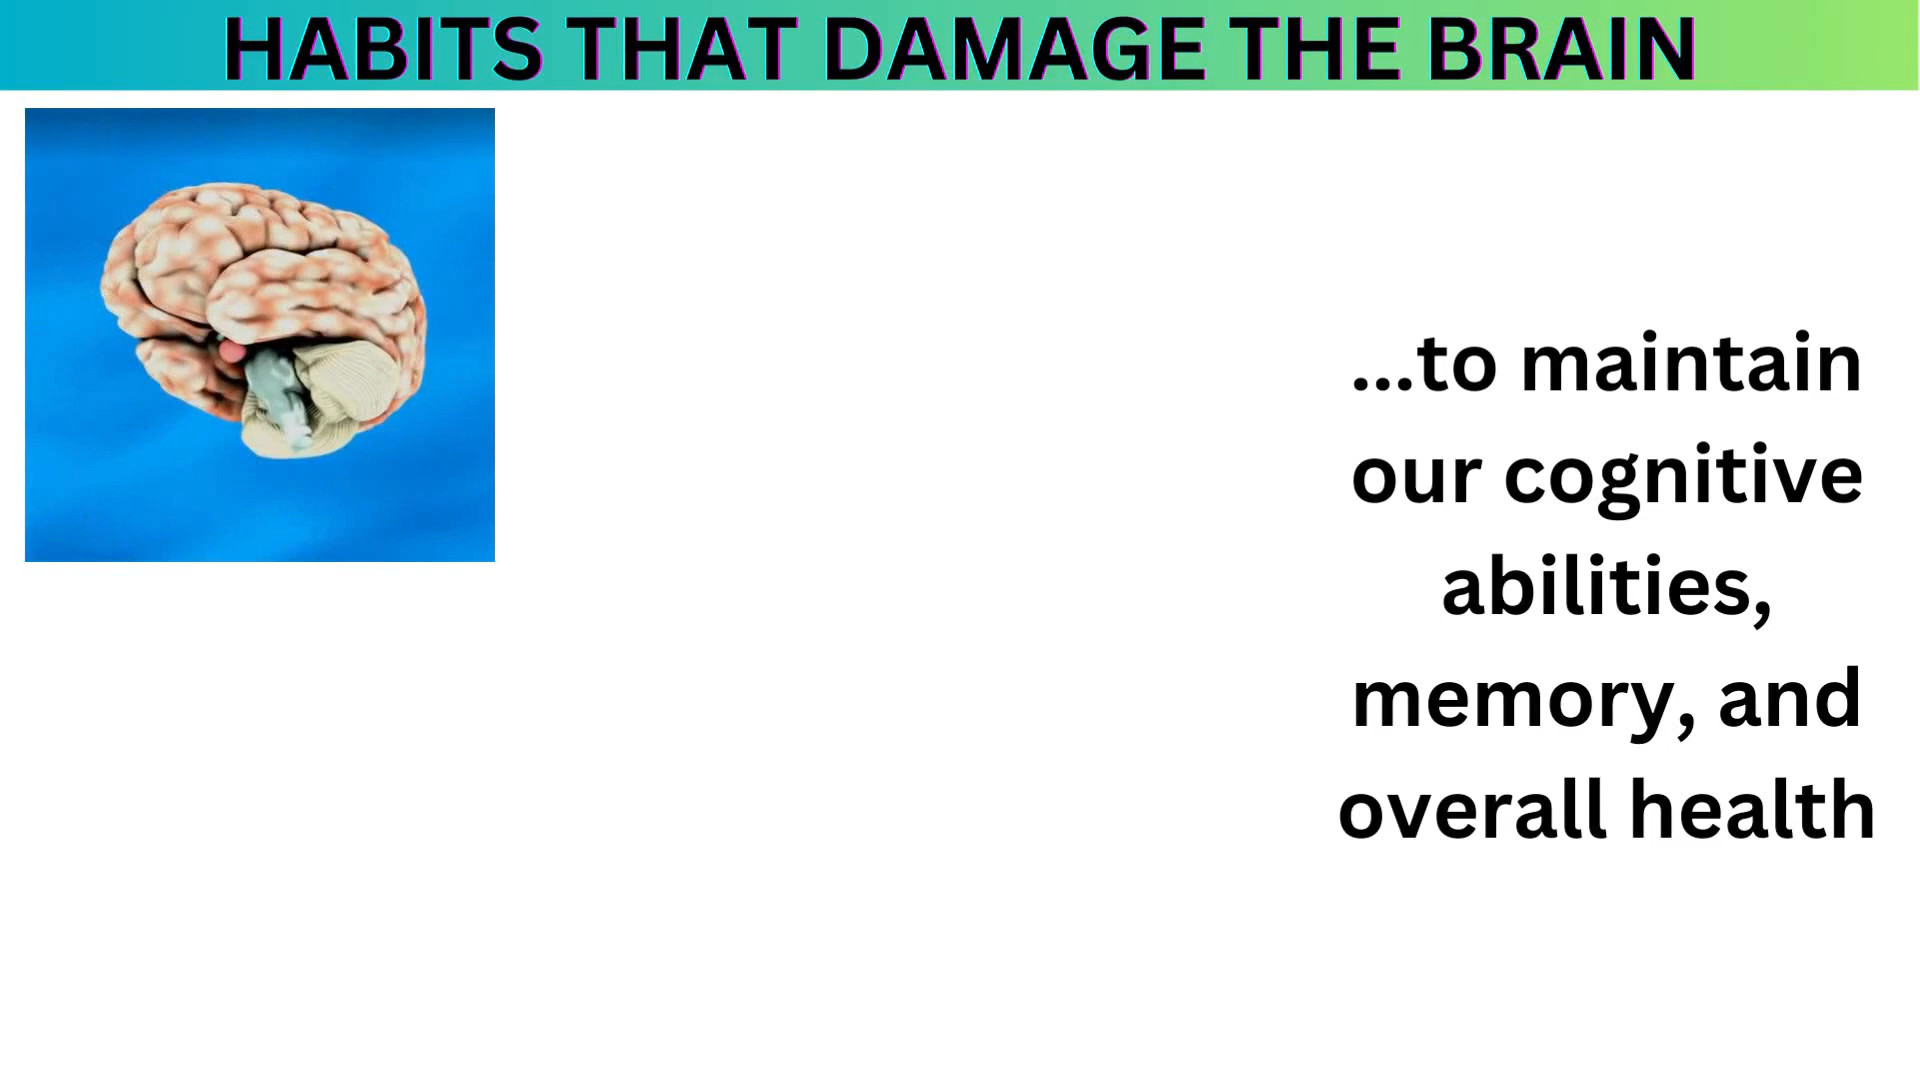 HABITS THAT DAMAGE THE BRAIN
...to maintain
our cognitive
abilities,
memory, and
overall health